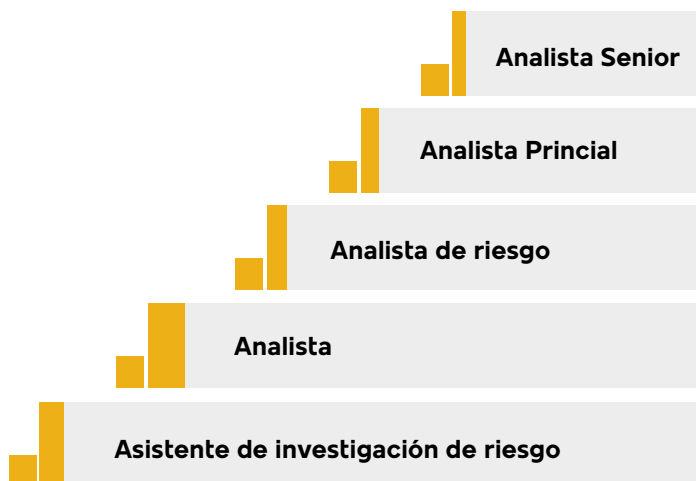 Analista Senior
Analista Princial
Analista de riesgo
Analista
Asistente de investigación de riesgo